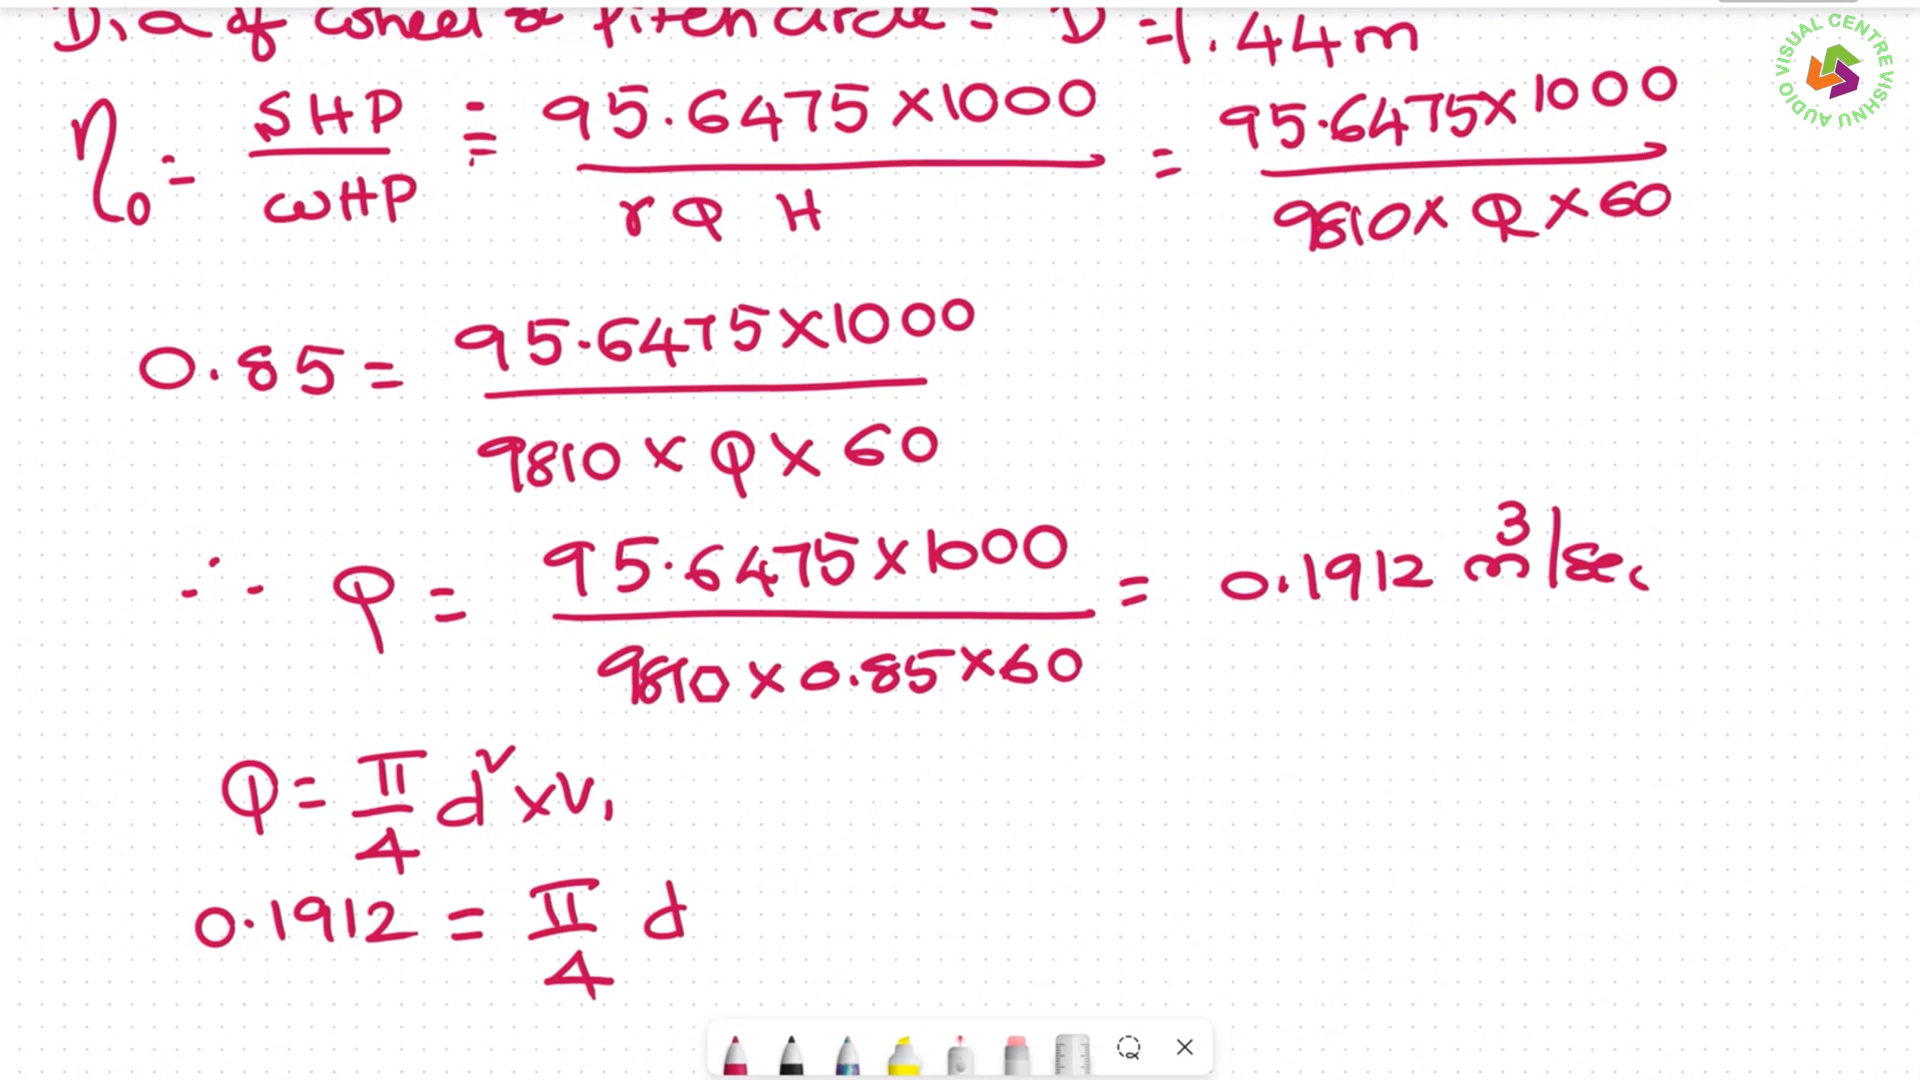 Dia of wheel or pitch circle = D = 1.44m
η₀ = SHP/WHP = 95.6475×1000/γQH = 95.6475×1000/9810×Q×60
0.85 = 95.6475×1000/9810×Q×60
∴ Q = 95.6475×1000/9810×0.85×60 = 0.1912 m³/sec
Q = π/4 d² × V₁
0.1912 = π/4 d
VISUAL CENTRE VISHNU AUDIO